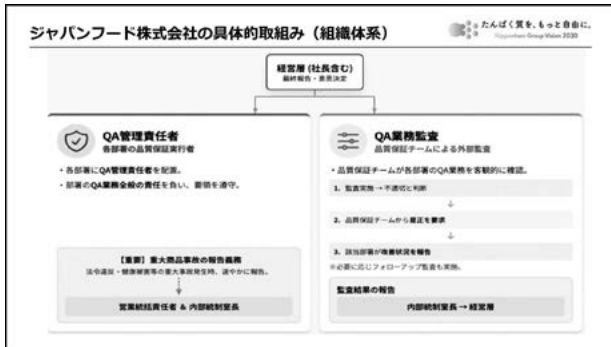 ジャパンフード株式会社の具体的取組み（組織体系）
たんぱく質を、もっと自由に。
Nipponham Group Vision 2030
経営層 (社長含む)
最終報告・意思決定
QA管理責任者
各部署の品質保証実行者
・各部署にQA管理責任者を配置。
・部署のQA業務全般の責任を負い、要領を遵守。
【重要】重大商品事故の報告義務
法令違反・健康被害等の重大事故発生時、速やかに報告。
営業統括責任者 & 内部統制室長
QA業務監査
品質保証チームによる外部監査
・品質保証チームが各部署のQA業務を客観的に確認。
1. 監査実施 → 不適切と判断
↓
2. 品質保証チームから是正を要求
↓
3. 該当部署が改善状況を報告
※必要に応じフォローアップ監査も実施。
監査結果の報告
内部統制室長 → 経営層